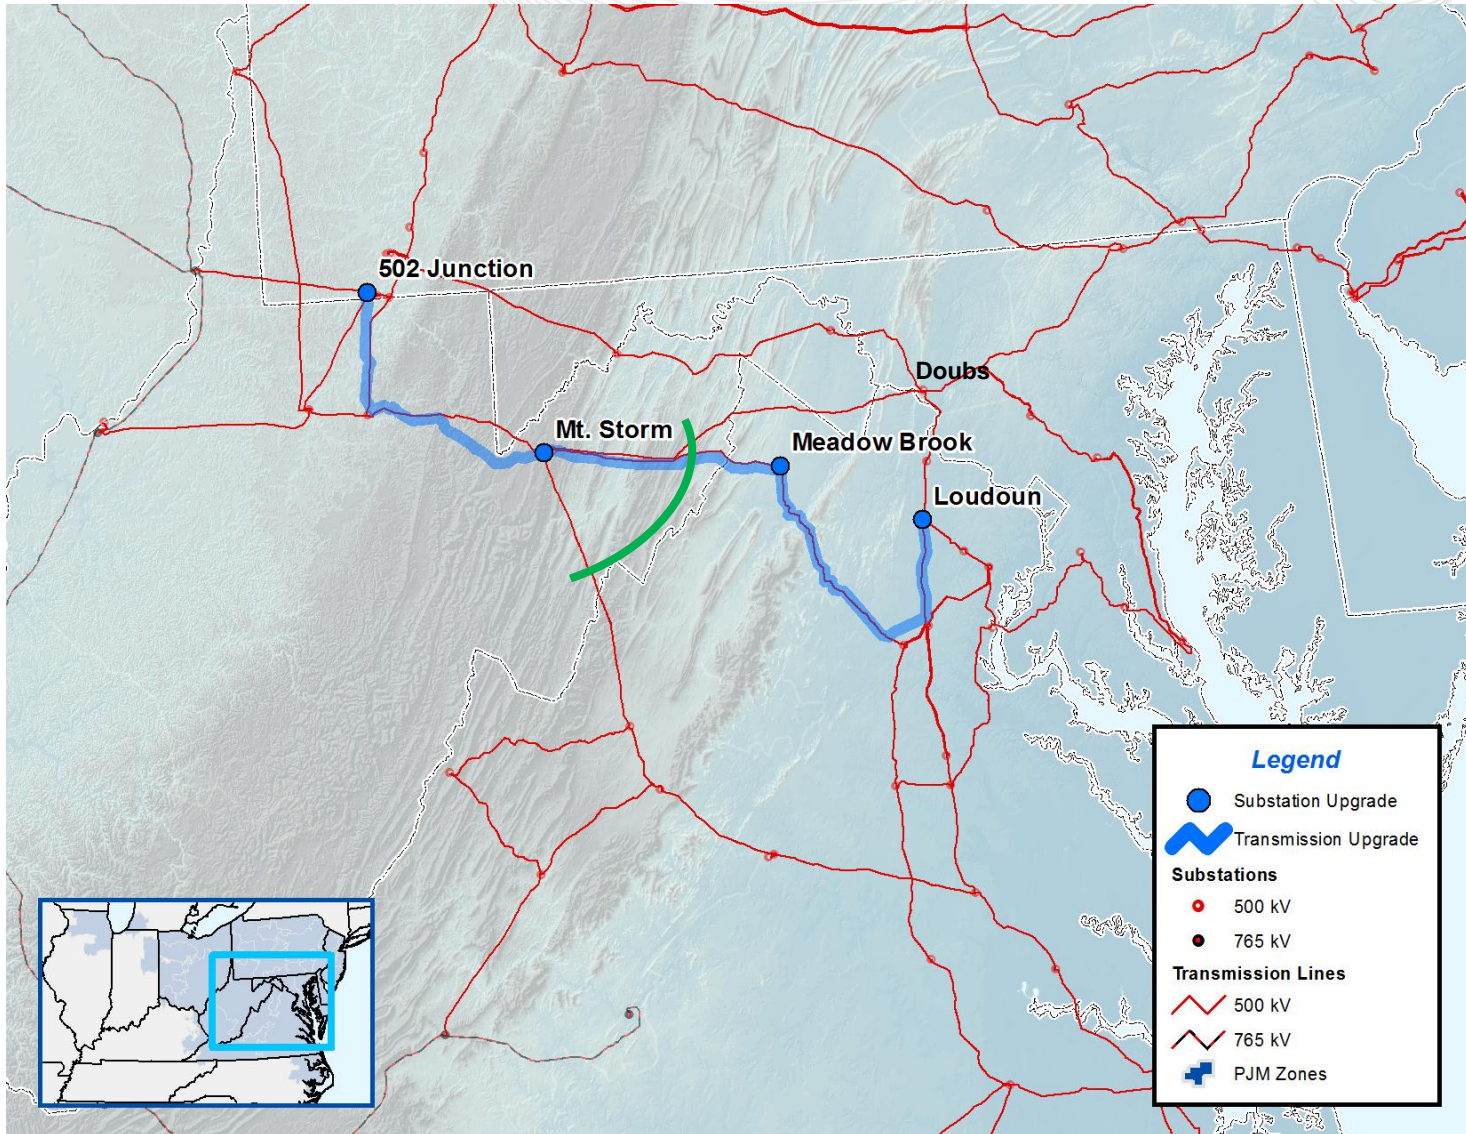 502 Junction
Doubs
Mt. Storm
Meadow Brook
Loudoun
Legend
Substation Upgrade
Transmission Upgrade
Substations
500 kV
765 kV
Transmission Lines
500 kV
765 kV
PJM Zones